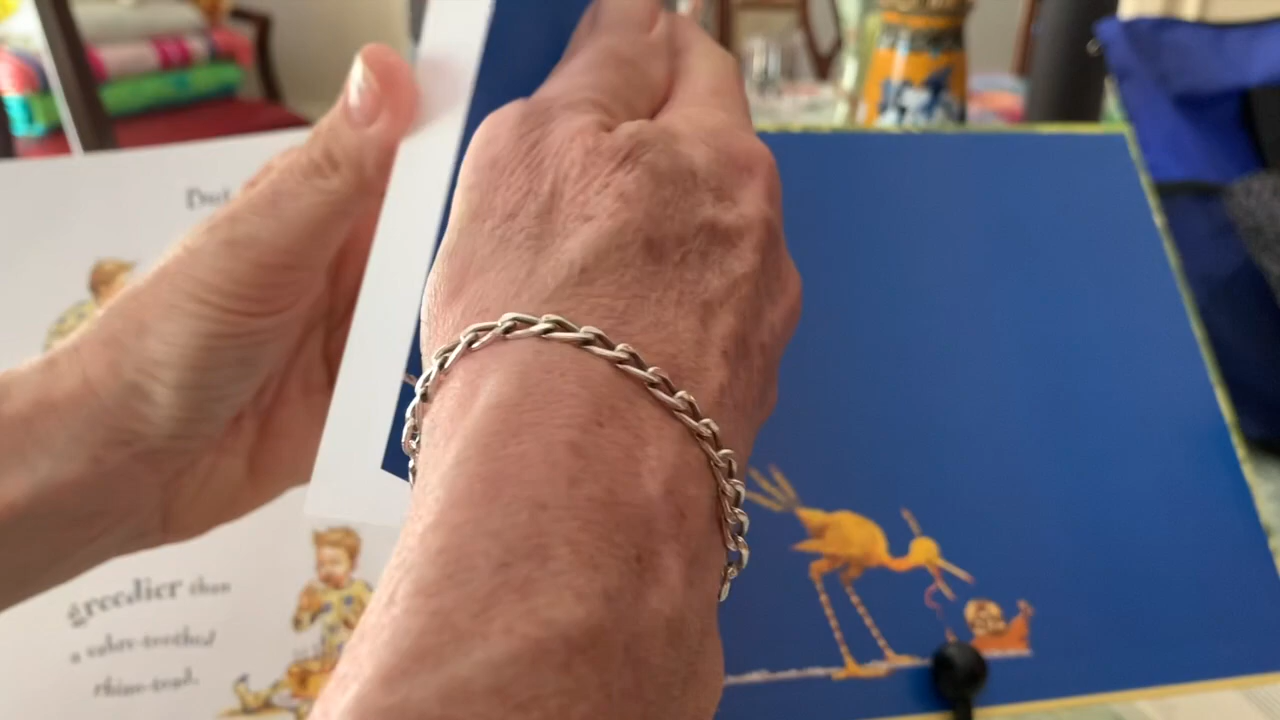 greedier than
a sabre-toothed
rhino-toad.